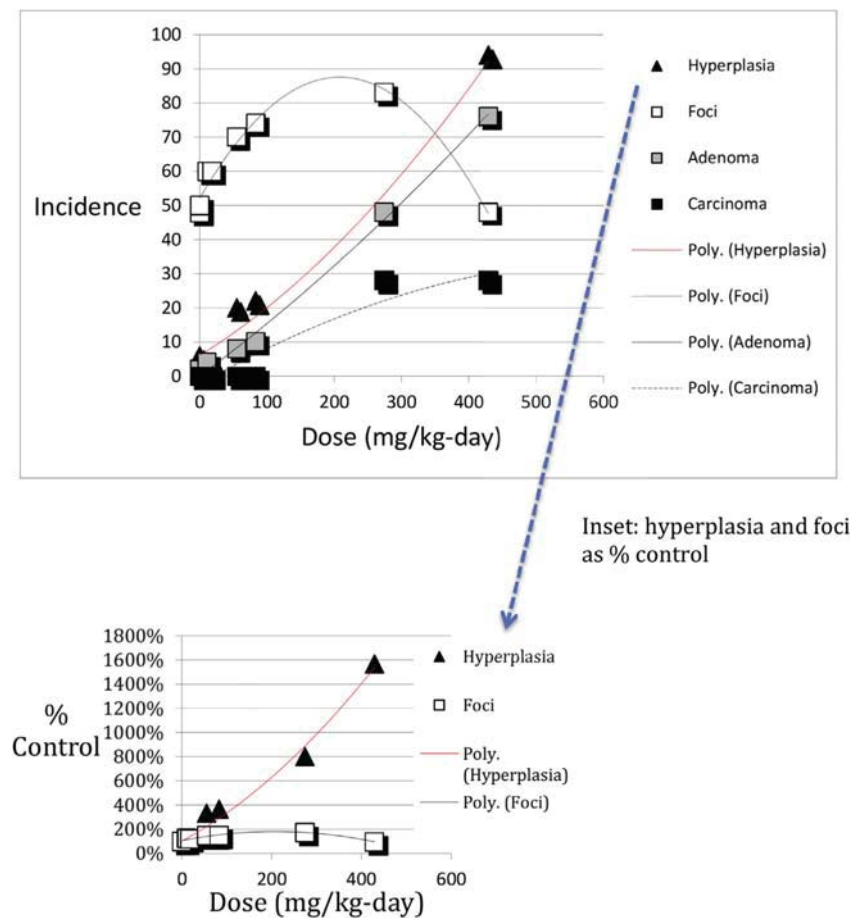 100
90
80
70
60
50
40
30
20
10
0
Incidence
0 100 200 300 400 500 600
Dose (mg/kg-day)
Hyperplasia
Foci
Adenoma
Carcinoma
Poly. (Hyperplasia)
Poly. (Foci)
Poly. (Adenoma)
Poly. (Carcinoma)
Inset: hyperplasia and foci
as % control
1800%
1600%
1400%
1200%
1000%
800%
600%
400%
200%
0%
%
Control
0 200 400 600
Dose (mg/kg-day)
Hyperplasia
Foci
Poly.
(Hyperplasia)
Poly. (Foci)